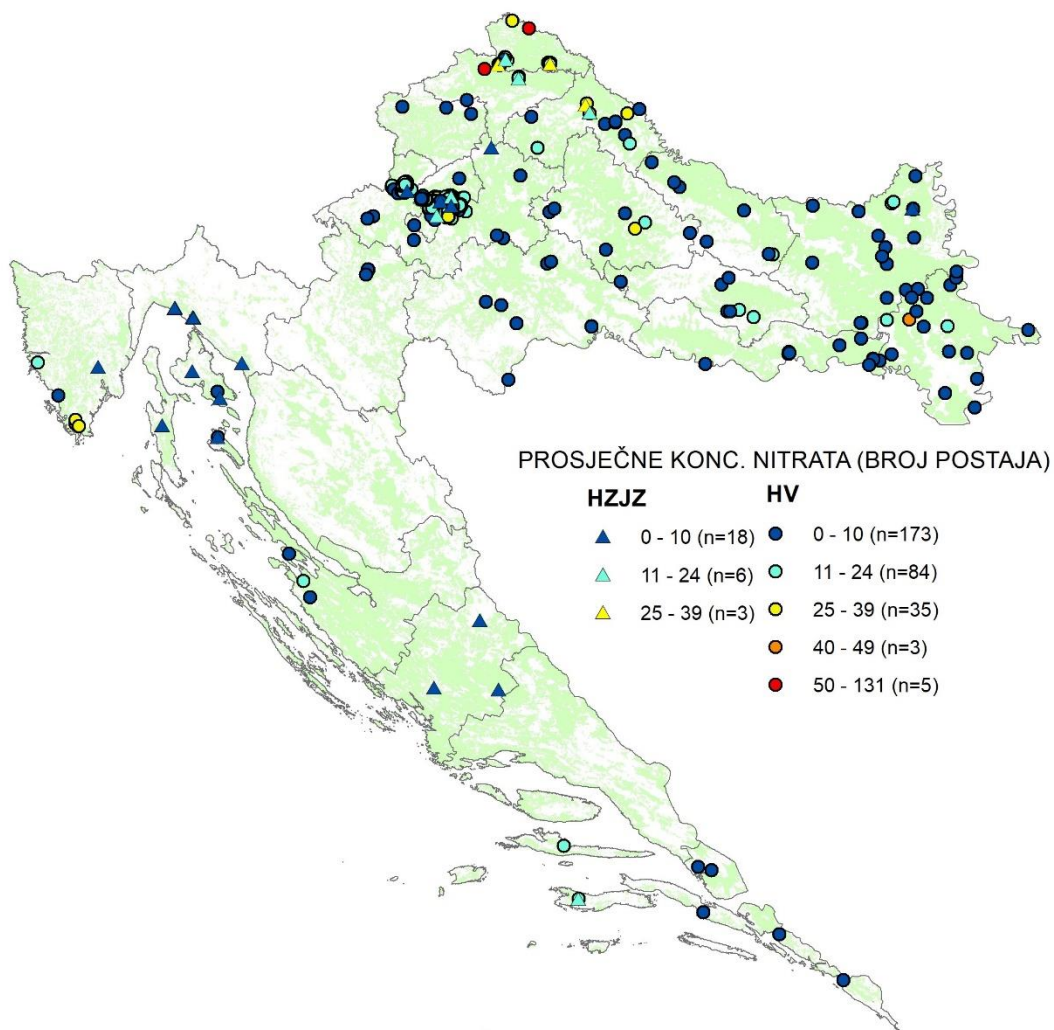 PROSJEČNE KONC. NITRATA (BROJ POSTAJA)
HZJZ
0 - 10 (n=18)
11 - 24 (n=6)
25 - 39 (n=3)
HV
0 - 10 (n=173)
11 - 24 (n=84)
25 - 39 (n=35)
40 - 49 (n=3)
50 - 131 (n=5)